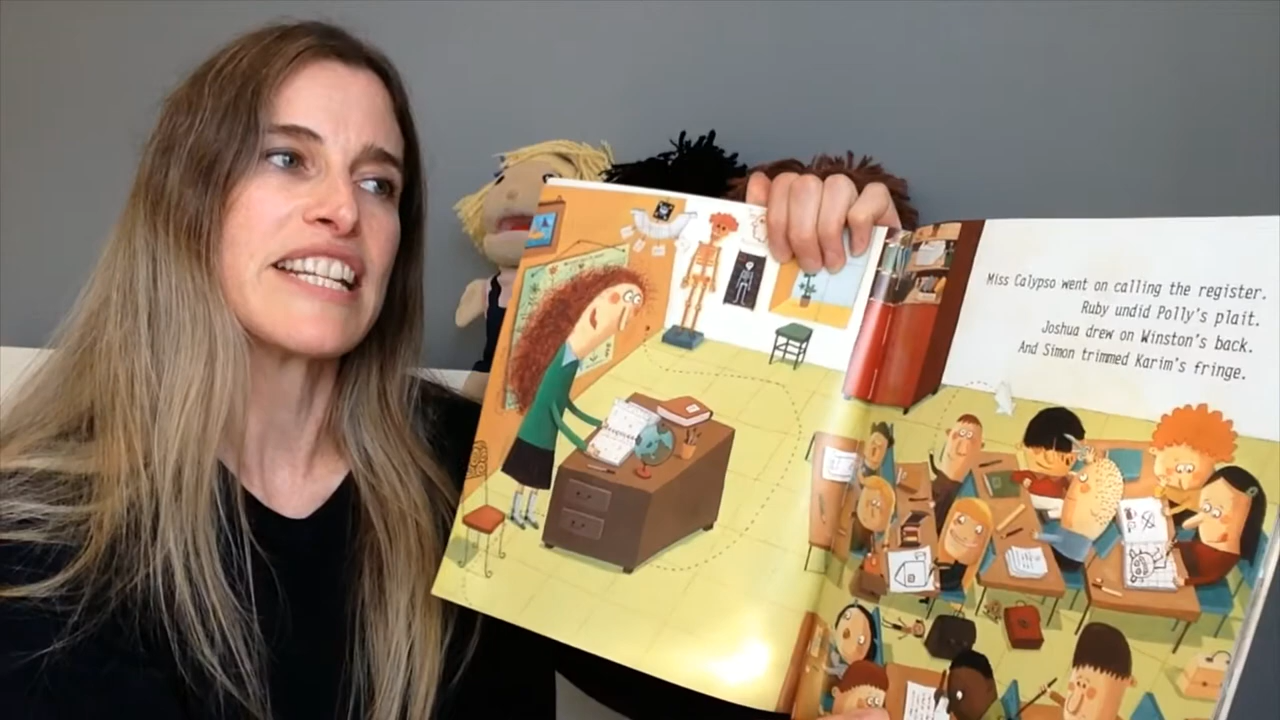 Miss Calypso went on calling the register.
Ruby undid Polly's plait.
Joshua drew on Winston's back.
And Simon trimmed Karim's fringe.